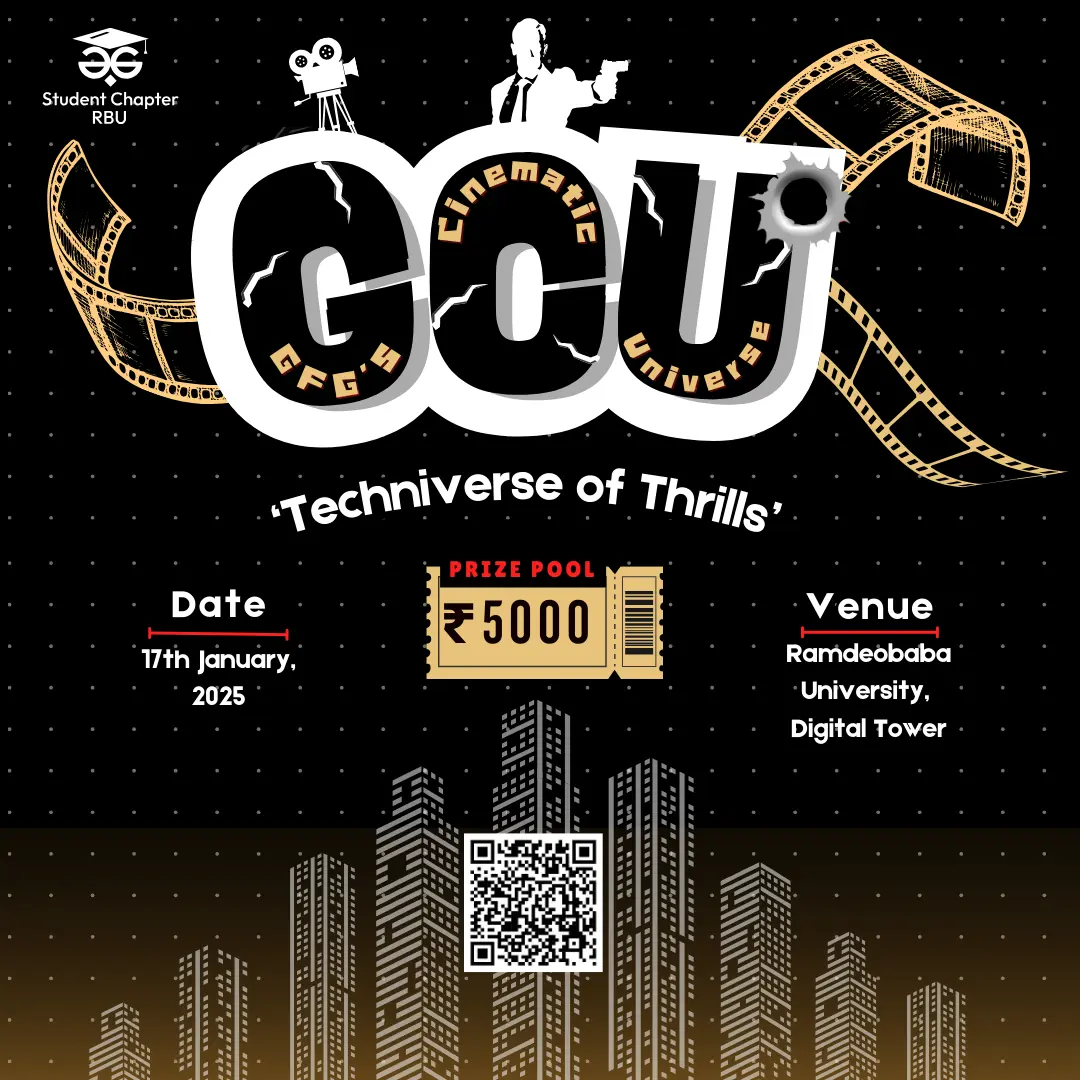 Student Chapter
RBU
GCU
GFG's
Cinematic
Universe
'Techniverse of Thrills'
PRIZE POOL
₹5000
Date
17th January,
2025
Venue
Ramdeobaba
University,
Digital Tower